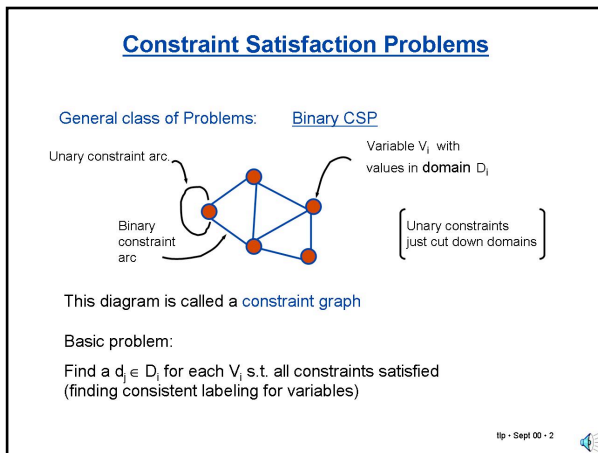 Constraint Satisfaction Problems
General class of Problems: Binary CSP
Unary constraint arc.
Variable Vi with
values in domain Di
Binary
constraint
arc
Unary constraints
just cut down domains
This diagram is called a constraint graph
Basic problem:
Find a dj ∈ Di for each Vi s.t. all constraints satisfied
(finding consistent labeling for variables)
tlp • Sept 00 • 2